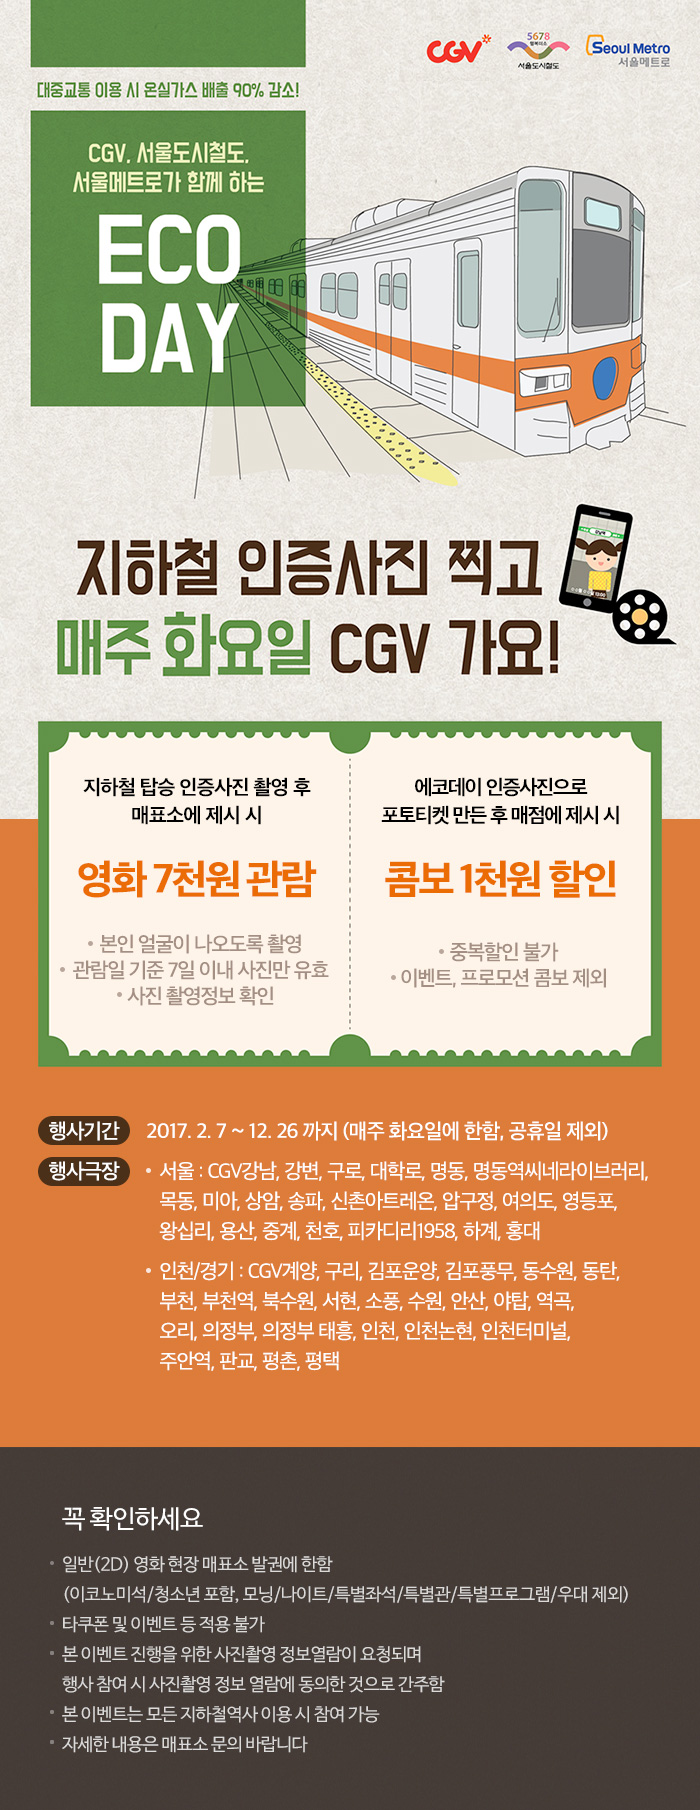 CGV
5678
행복미소
서울도시철도
Seoul Metro
서울메트로
대중교통 이용 시 온실가스 배출 90% 감소!
CGV, 서울도시철도,
서울메트로가 함께 하는
ECO
DAY
지하철 인증사진 찍고
매주 화요일 CGV 가요!
지하철 탑승 인증사진 촬영 후
매표소에 제시 시
영화 7천원 관람
• 본인 얼굴이 나오도록 촬영
• 관람일 기준 7일 이내 사진만 유효
• 사진 촬영정보 확인
에코데이 인증사진으로
포토티켓 만든 후 매점에 제시 시
콤보 1천원 할인
• 중복할인 불가
• 이벤트, 프로모션 콤보 제외
행사기간 2017. 2. 7 ~ 12. 26 까지 (매주 화요일에 한함, 공휴일 제외)
행사극장 • 서울 : CGV강남, 강변, 구로, 대학로, 명동, 명동역씨네라이브러리,
목동, 미아, 상암, 송파, 신촌아트레온, 압구정, 여의도, 영등포,
왕십리, 용산, 중계, 천호, 피카디리1958, 하계, 홍대
• 인천/경기 : CGV계양, 구리, 김포운양, 김포풍무, 동수원, 동탄,
부천, 부천역, 북수원, 서현, 소풍, 수원, 안산, 야탑, 역곡,
오리, 의정부, 의정부 태흥, 인천, 인천논현, 인천터미널,
주안역, 판교, 평촌, 평택
꼭 확인하세요
• 일반(2D) 영화 현장 매표소 발권에 한함
(이코노미석/청소년 포함, 모닝/나이트/특별좌석/특별관/특별프로그램/우대 제외)
• 타쿠폰 및 이벤트 등 적용 불가
• 본 이벤트 진행을 위한 사진촬영 정보열람이 요청되며
행사 참여 시 사진촬영 정보 열람에 동의한 것으로 간주함
• 본 이벤트는 모든 지하철역사 이용 시 참여 가능
• 자세한 내용은 매표소 문의 바랍니다